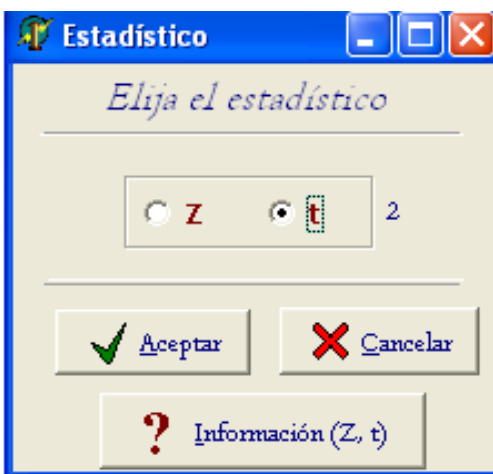 Estadístico
Elija el estadístico
Z t 2
Aceptar Cancelar
Información (Z, t)